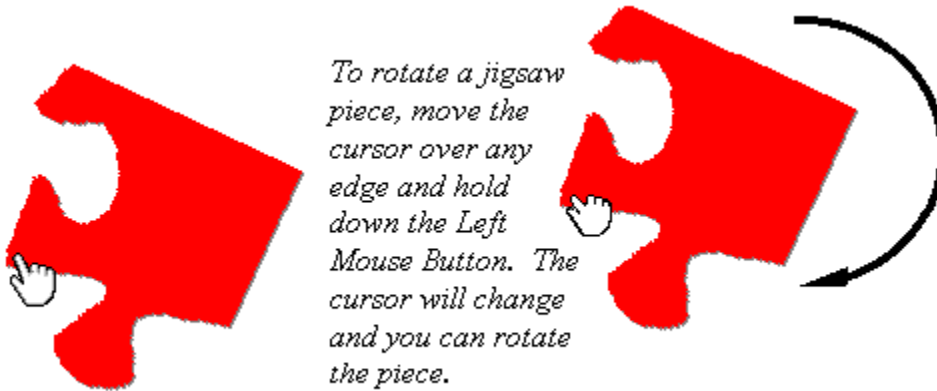 To rotate a jigsaw
piece, move the
cursor over any
edge and hold
down the Left
Mouse Button.  The
cursor will change
and you can rotate
the piece.